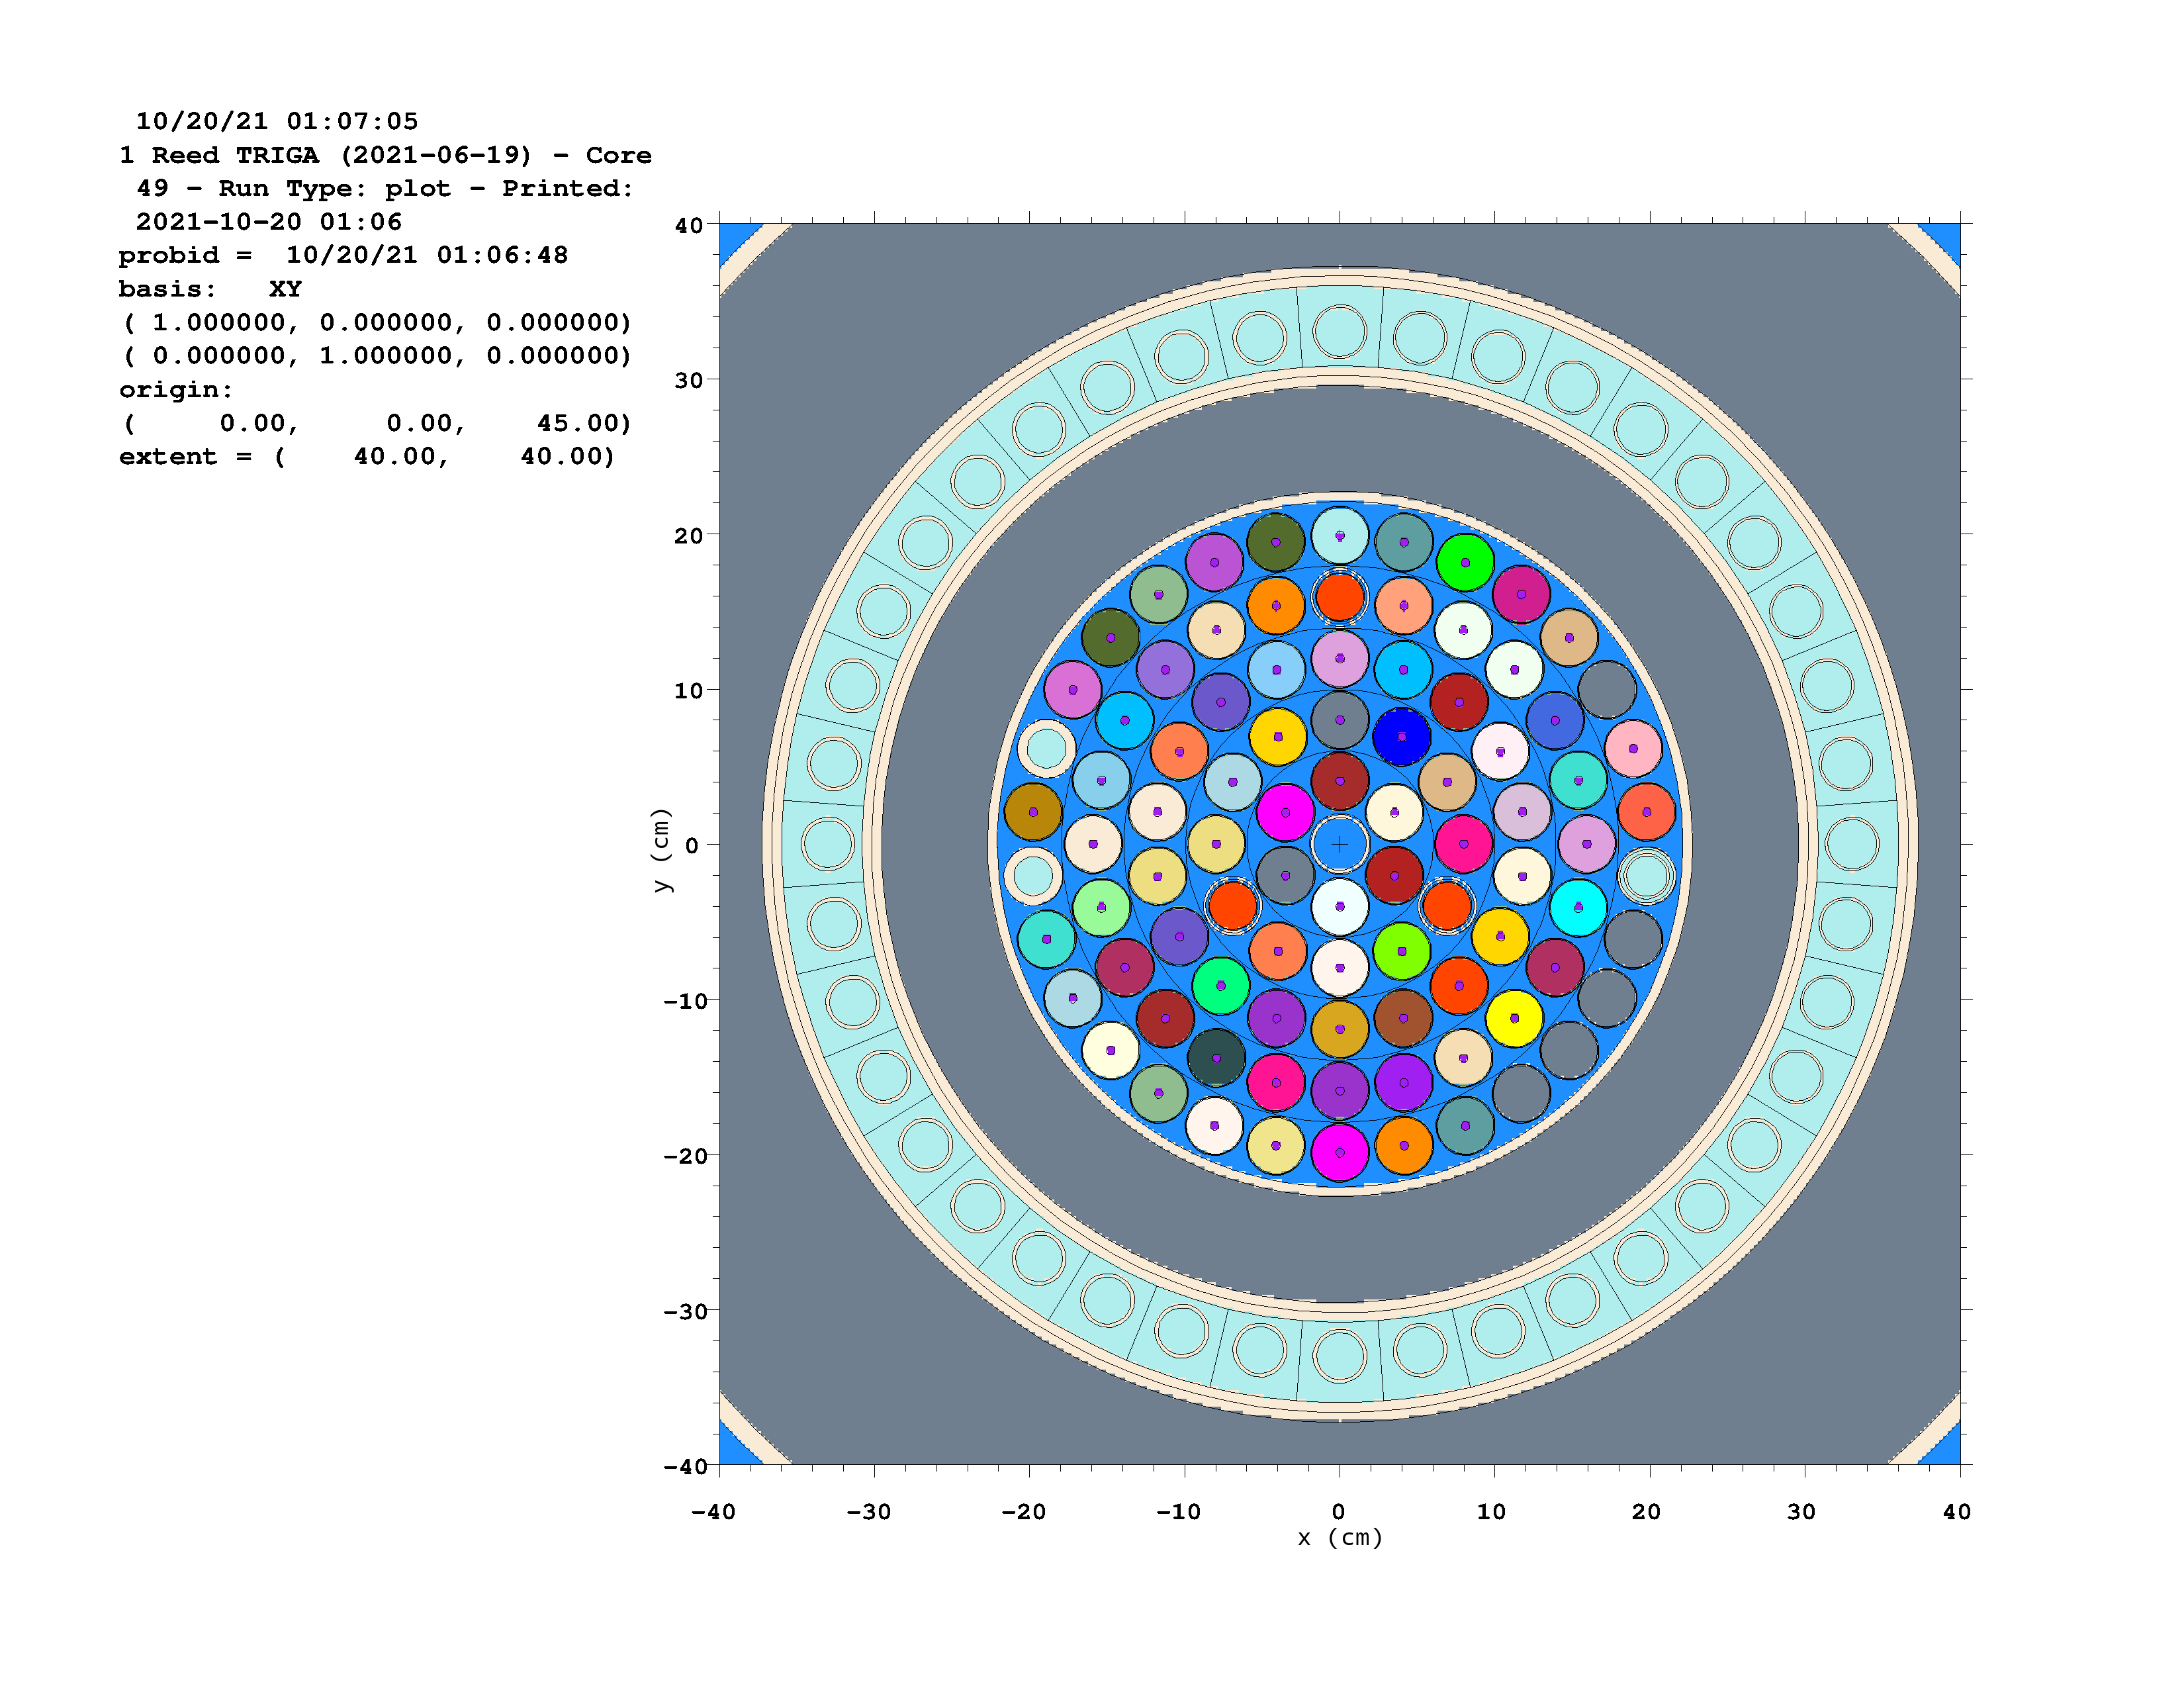 10/20/21 01:07:05
1 Reed TRIGA (2021-06-19) - Core
49 - Run Type: plot - Printed:
2021-10-20 01:06
probid = 10/20/21 01:06:48
basis: XY
( 1.000000, 0.000000, 0.000000)
( 0.000000, 1.000000, 0.000000)
origin:
( 0.00, 0.00, 45.00)
extent = ( 40.00, 40.00)
40
30
20
10
0
-10
-20
-30
-40
y (cm)
-40 -30 -20 -10 0 10 20 30 40
x (cm)